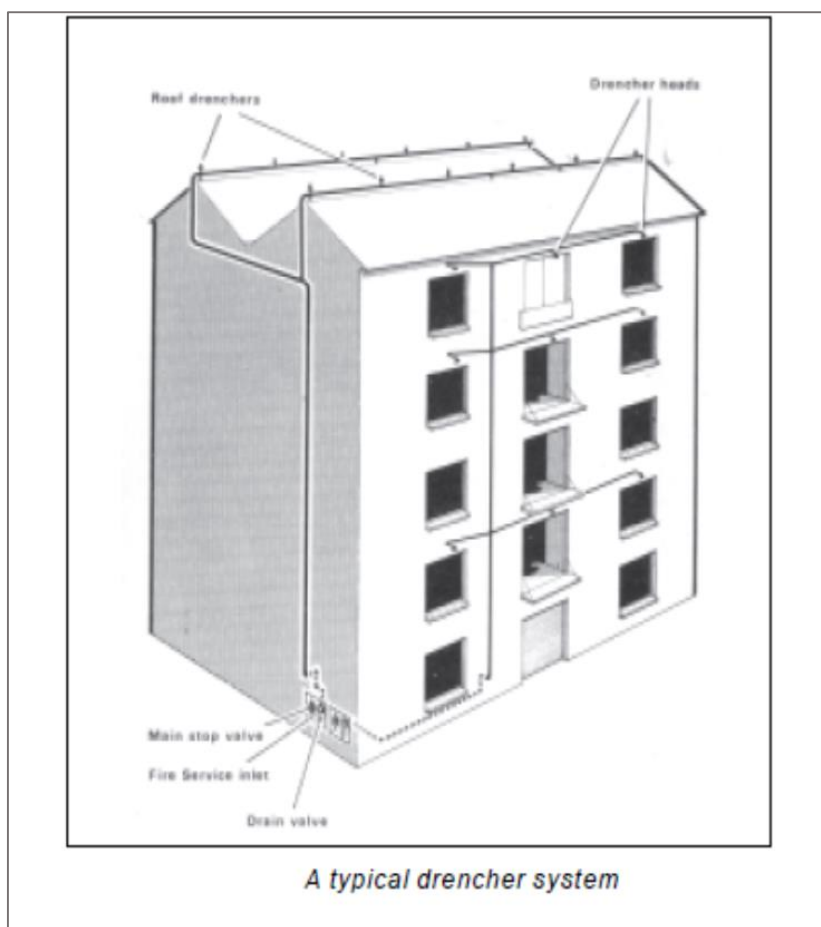 Roof drenchers
Drencher heads
Main stop valve
Fire Service inlet
Drain valve
A typical drencher system